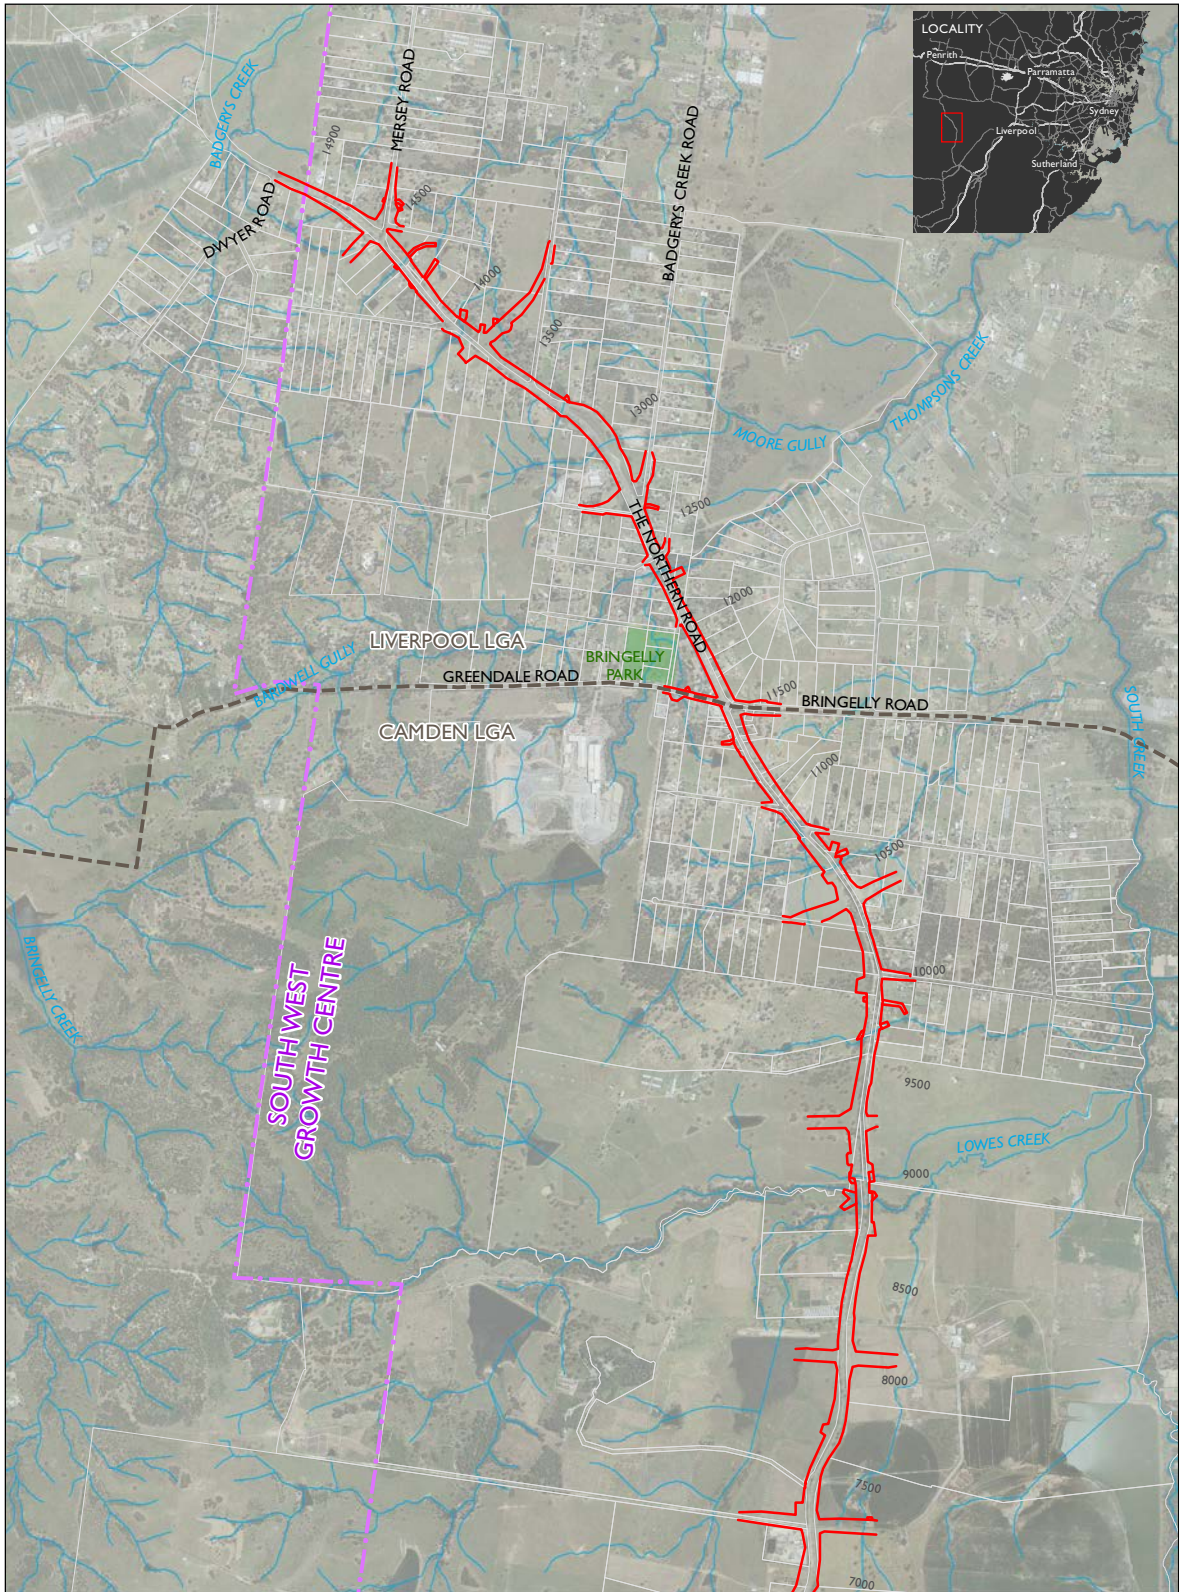 LOCALITY
Penrith
Parramatta
Sydney
Liverpool
Sutherland
BADGERYS CREEK
MERSEY ROAD
14900
BADGERYS CREEK ROAD
14500
DWYER ROAD
14000
13500
THOMPSONS CREEK
13000
MOORE GULLY
12500
THE NORTHERN ROAD
12000
LIVERPOOL LGA
BRINGELLY
PARK
BARDWELL GULLY
GREENDALE ROAD
11500
BRINGELLY ROAD
SOUTH CREEK
CAMDEN LGA
11000
10500
BRINGELLY CREEK
SOUTH WEST
GROWTH CENTRE
10000
9500
LOWES CREEK
9000
8500
8000
7500
7000